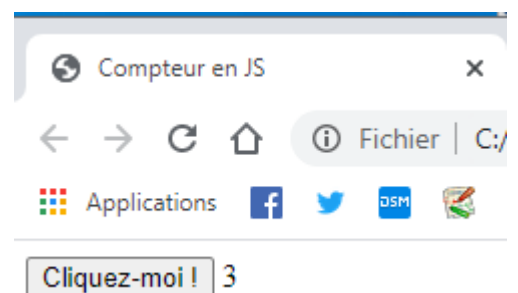 Compteur en JS
Fichier | C:/
Applications DSM
Cliquez-moi ! 3